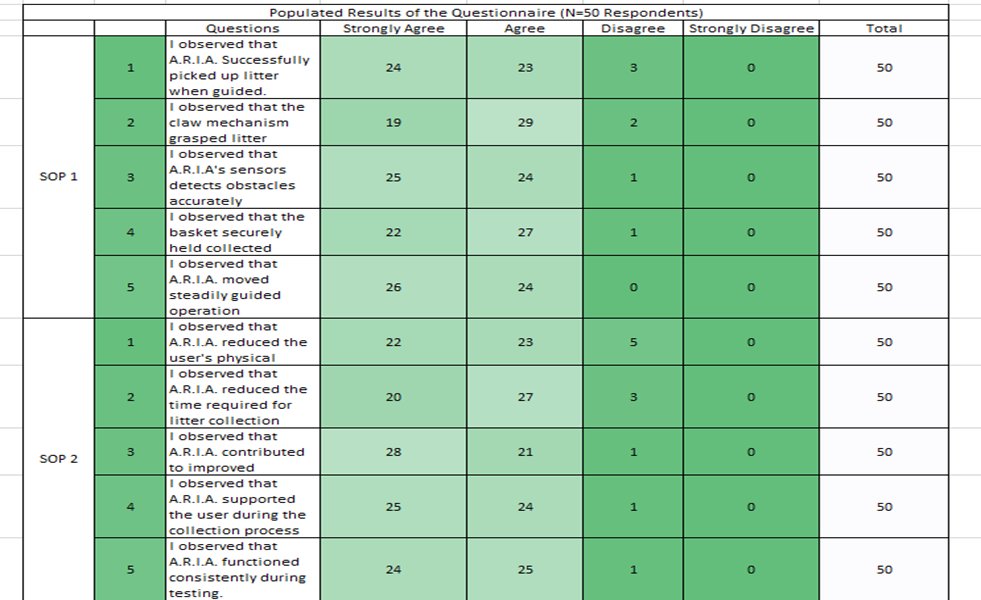 Populated Results of the Questionnaire (N=50 Respondents)
Questions Strongly Agree Agree Disagree Strongly Disagree Total
SOP 1
1 I observed that A.R.I.A. Successfully picked up litter when guided. 24 23 3 0 50
2 I observed that the claw mechanism grasped litter 19 29 2 0 50
3 I observed that A.R.I.A's sensors detects obstacles accurately 25 24 1 0 50
4 I observed that the basket securely held collected 22 27 1 0 50
5 I observed that A.R.I.A. moved steadily guided operation 26 24 0 0 50
SOP 2
1 I observed that A.R.I.A. reduced the user's physical 22 23 5 0 50
2 I observed that A.R.I.A. reduced the time required for litter collection 20 27 3 0 50
3 I observed that A.R.I.A. contributed to improved 28 21 1 0 50
4 I observed that A.R.I.A. supported the user during the collection process 25 24 1 0 50
5 I observed that A.R.I.A. functioned consistently during testing. 24 25 1 0 50